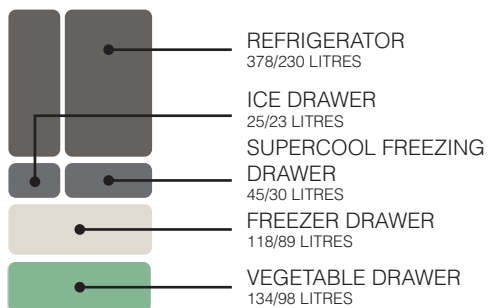 REFRIGERATOR
378/230 LITRES
ICE DRAWER
25/23 LITRES
SUPERCOOL FREEZING
DRAWER
45/30 LITRES
FREEZER DRAWER
118/89 LITRES
VEGETABLE DRAWER
134/98 LITRES